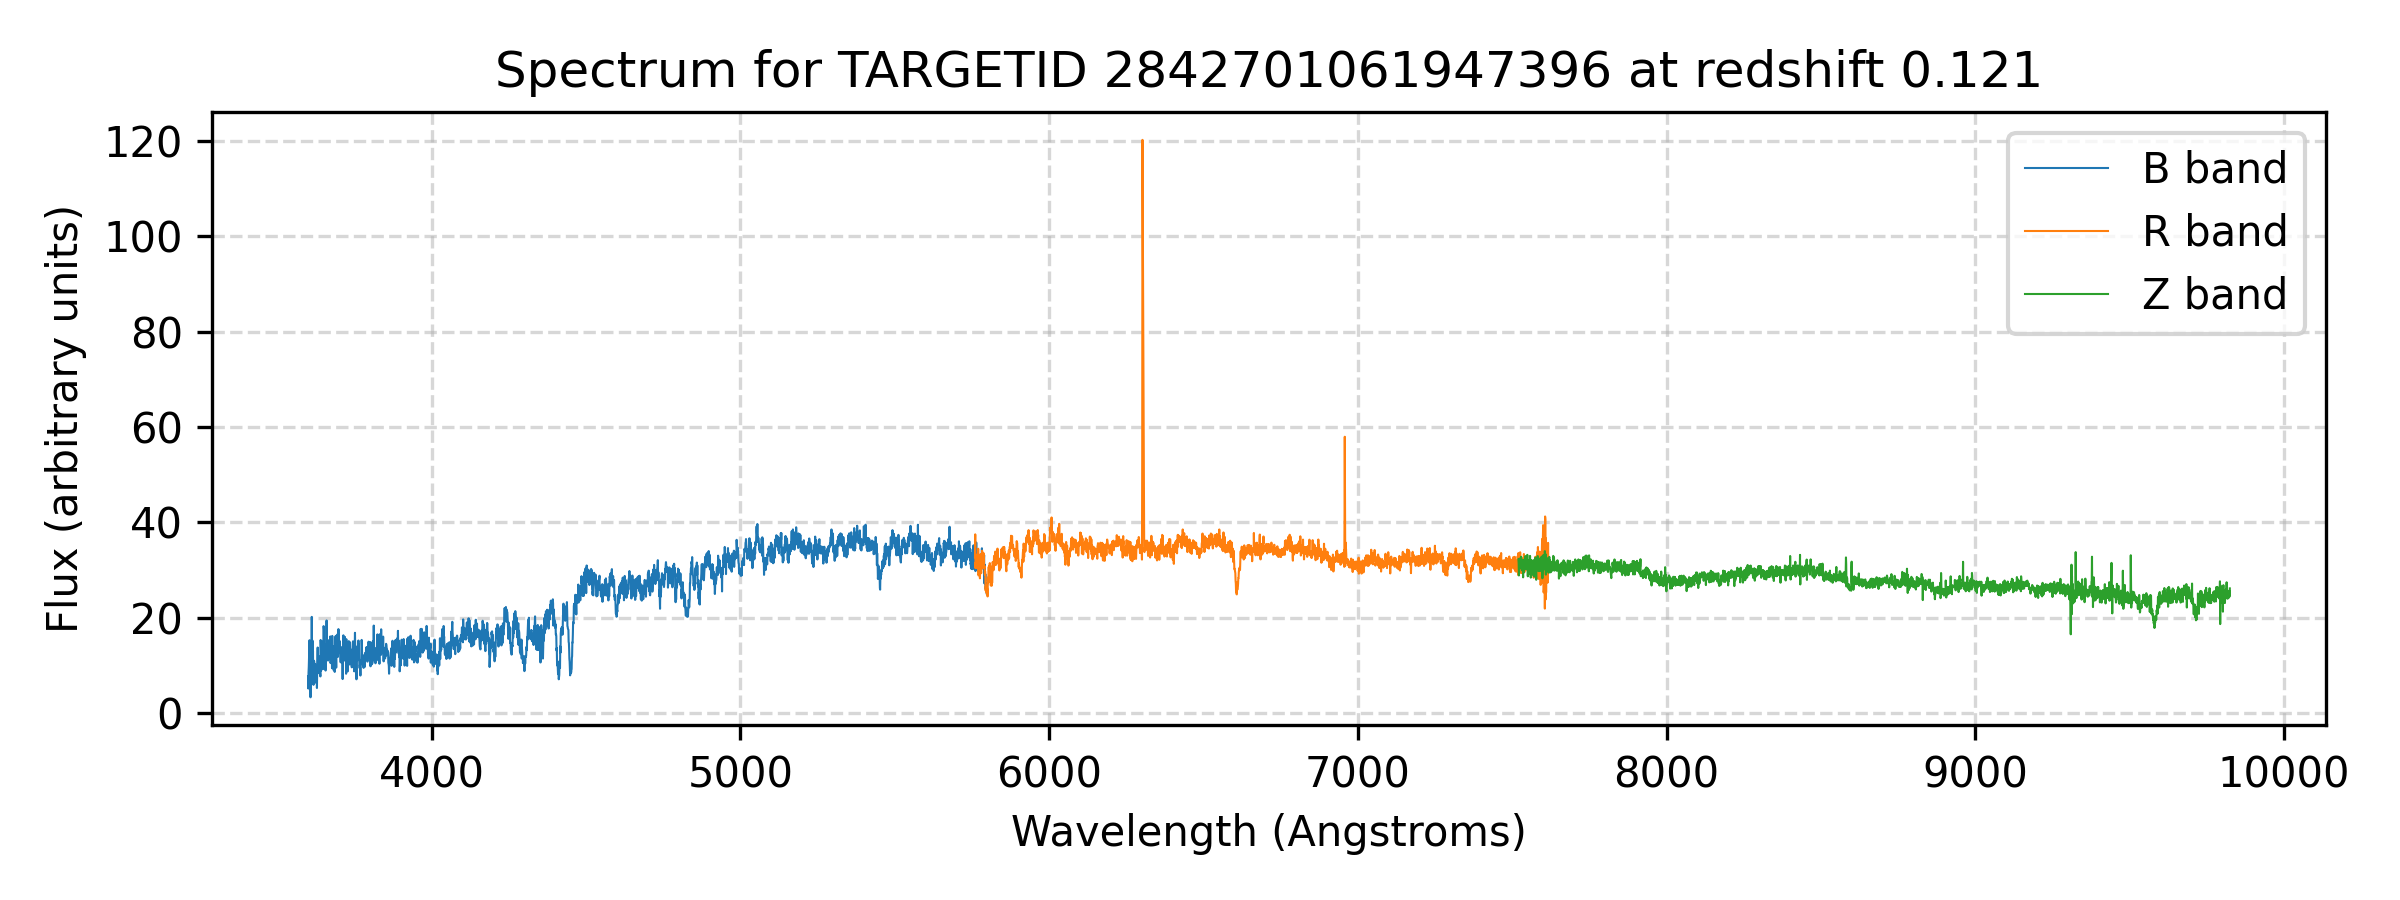 Spectrum for TARGETID 2842701061947396 at redshift 0.121
120
100
80
60
40
20
0
Flux (arbitrary units)
B band
R band
Z band
4000 5000 6000 7000 8000 9000 10000
Wavelength (Angstroms)